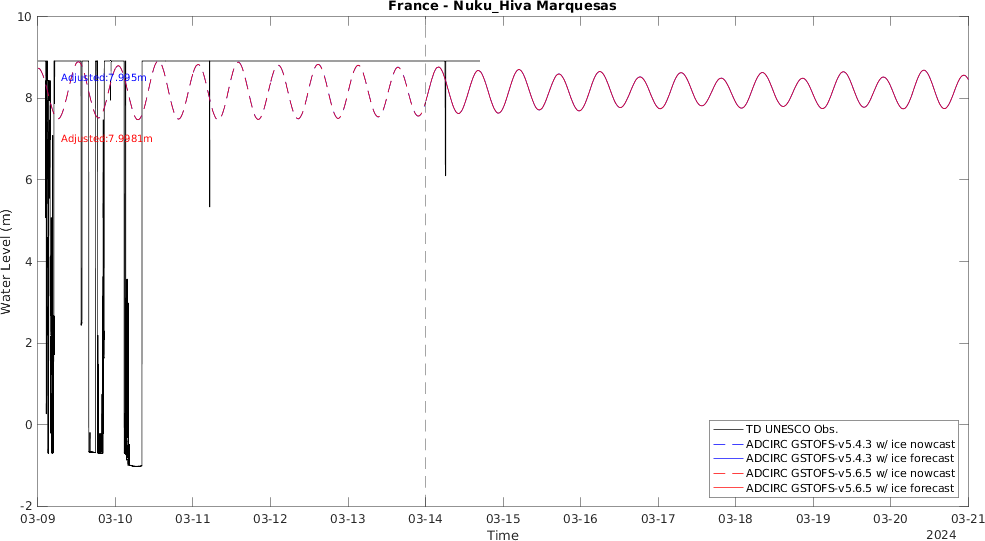 France - Nuku_Hiva Marquesas
10
8
6
4
2
0
-2
Water Level (m)
Adjusted:7.995m
Adjusted:7.9981m
TD UNESCO Obs.
ADCIRC GSTOFS-v5.4.3 w/ ice nowcast
ADCIRC GSTOFS-v5.4.3 w/ ice forecast
ADCIRC GSTOFS-v5.6.5 w/ ice nowcast
ADCIRC GSTOFS-v5.6.5 w/ ice forecast
03-09 03-10 03-11 03-12 03-13 03-14 03-15 03-16 03-17 03-18 03-19 03-20 03-21
Time
2024